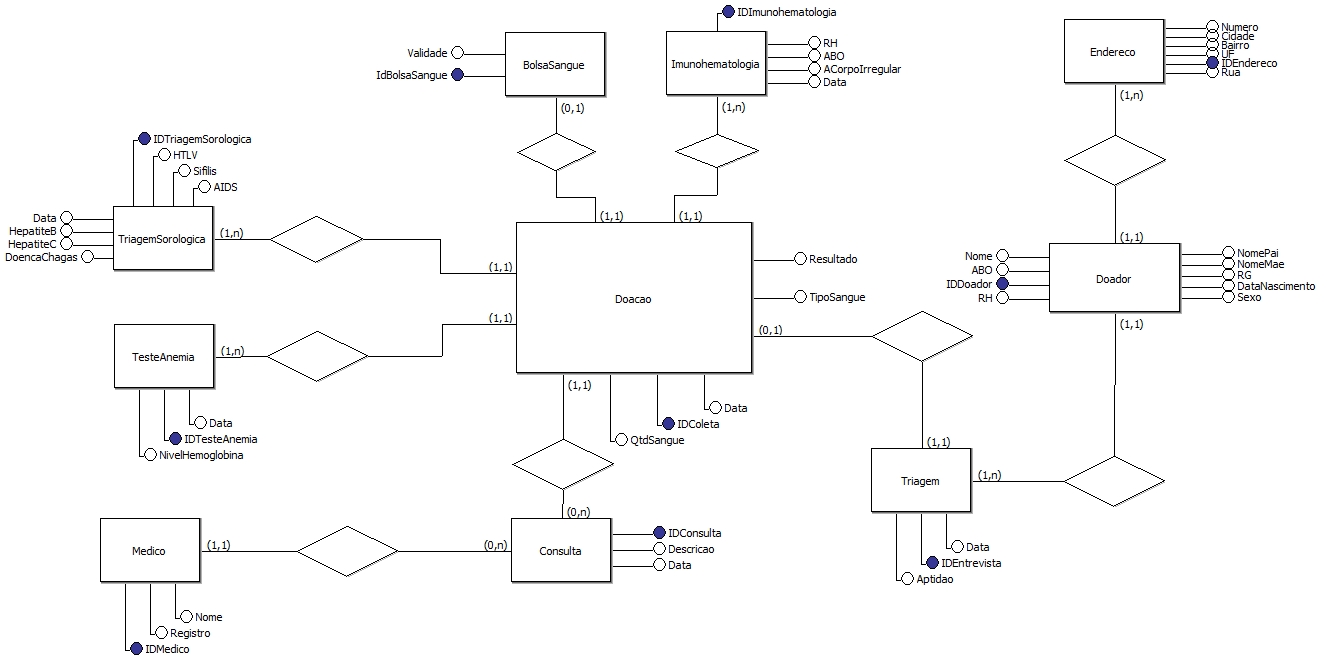 IDImunohematologia
Validade
IdBolsaSangue
BolsaSangue
(0,1)
Imunohematologia
RH
ABO
ACorpoIrregular
Data
(1,n)
Endereco
Numero
Cidade
Bairro
UF
IDEndereco
Rua
(1,n)
IDTriagemSorologica
HTLV
Sifilis
AIDS
Data
HepatiteB
HepatiteC
DoencaChagas
TriagemSorologica
(1,n)
(1,1)
(1,1)
(1,1)
(1,1)
Doacao
Resultado
TipoSangue
(0,1)
(1,1)
Nome
ABO
IDDoador
RH
Doador
NomePai
NomeMae
RG
DataNascimento
Sexo
(1,1)
TesteAnemia
(1,n)
Data
IDTesteAnemia
NivelHemoglobina
(1,1)
Data
IDColeta
QtdSangue
(1,1)
Triagem
(1,n)
Data
IDEntrevista
Aptidao
Medico
(1,1)
(0,n)
(0,n)
Consulta
IDConsulta
Descricao
Data
Nome
Registro
IDMedico